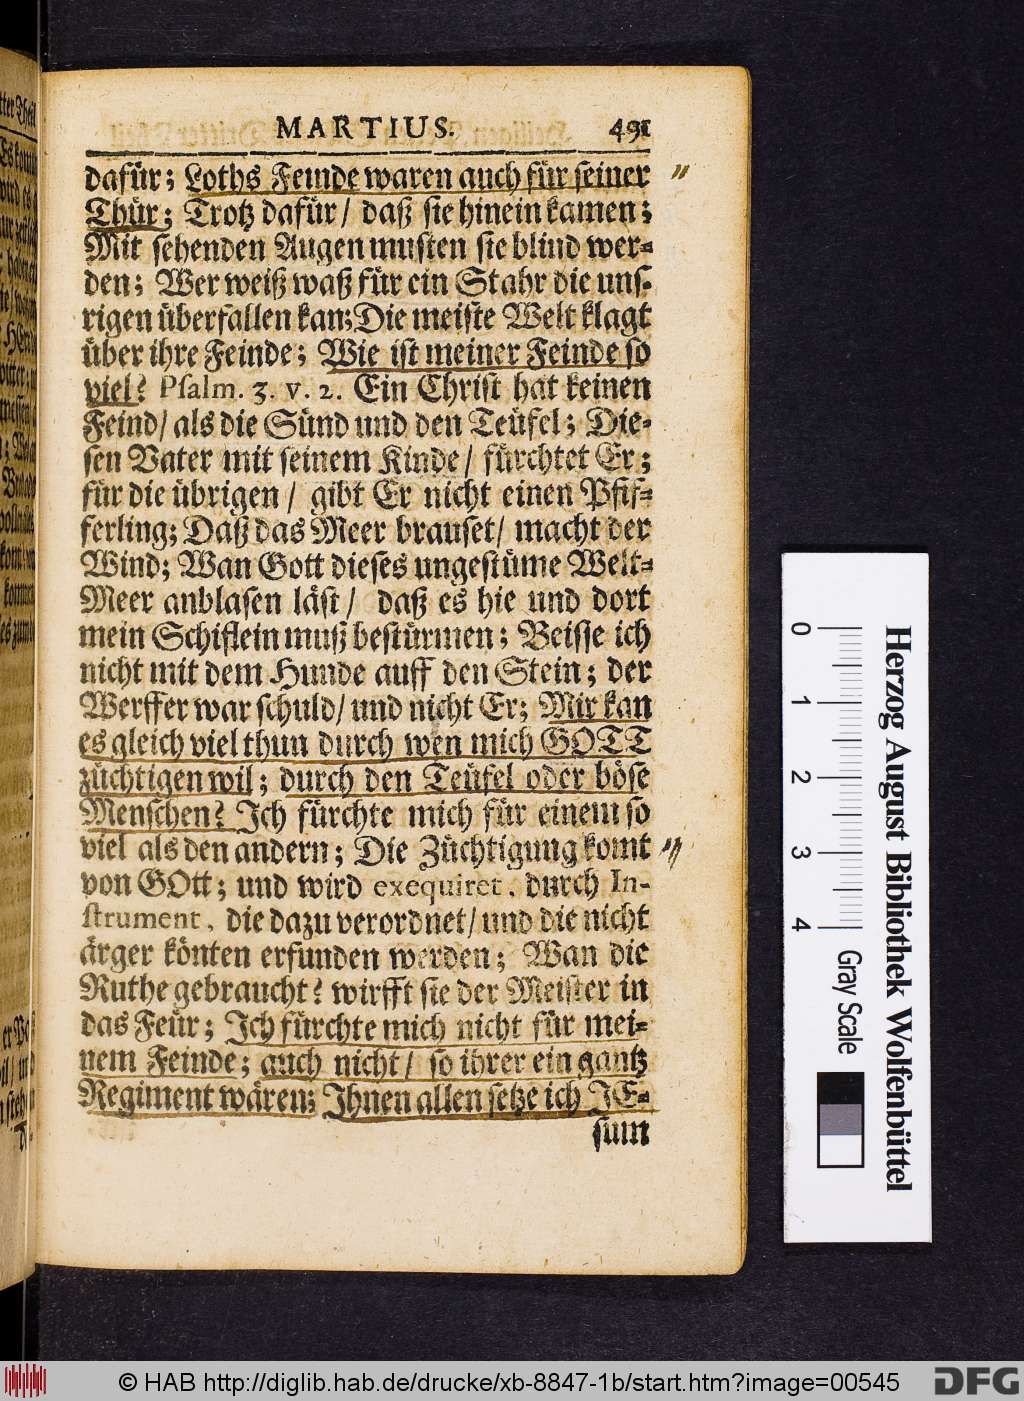 MARTIUS. 491
dafür; Loths Feinde waren auch für seiner
Thür; Trotz dafür / daß sie hinein kamen;
Mit sehenden Augen musten sie blind wer-
den; Wer weiß waß für ein Stahr die uns-
rigen überfallen kan; Die meiste Welt klagt
über ihre Feinde; Wie ist meiner Feinde so
viel? Psalm. 3. v. 2. Ein Christ hat keinen
Feind / als die Sünd und den Teüfel; Die-
sen Vater mit seinem Kinde / fürchtet Er;
für die übrigen / gibt Er nicht einen Pfif-
ferling; Daß das Meer brauset / macht der
Wind; Wan Gott dieses ungestüme Welt-
Meer anblasen läst / daß es hie und dort
mein Schiflein muß bestürmen; Beisse ich
nicht mit dem Hunde auff den Stein; der
Werffer war schuld / und nicht Er; Mir kan
es gleich viel thun durch wen mich GOTT
züchtigen wil; durch den Teüfel oder böse
Menschen? Ich fürchte mich für einem so
viel als den andern; Die Züchtigung komt
von GOtt; und wird exequiret, durch In-
strument, die dazu verordnet / und die nicht
ärger könten erfunden werden; Wan die
Ruthe gebraucht? wirfft sie der Meister in
das Feür; Ich fürchte mich nicht für mei-
nem Feinde; auch nicht / so ihrer ein gantz
Regiment wären; Ihnen allen setze ich JE-
sum
0 1 2 3 4
Gray Scale
Herzog August Bibliothek Wolfenbüttel
© HAB http://diglib.hab.de/drucke/xb-8847-1b/start.htm?image=00545
DFG